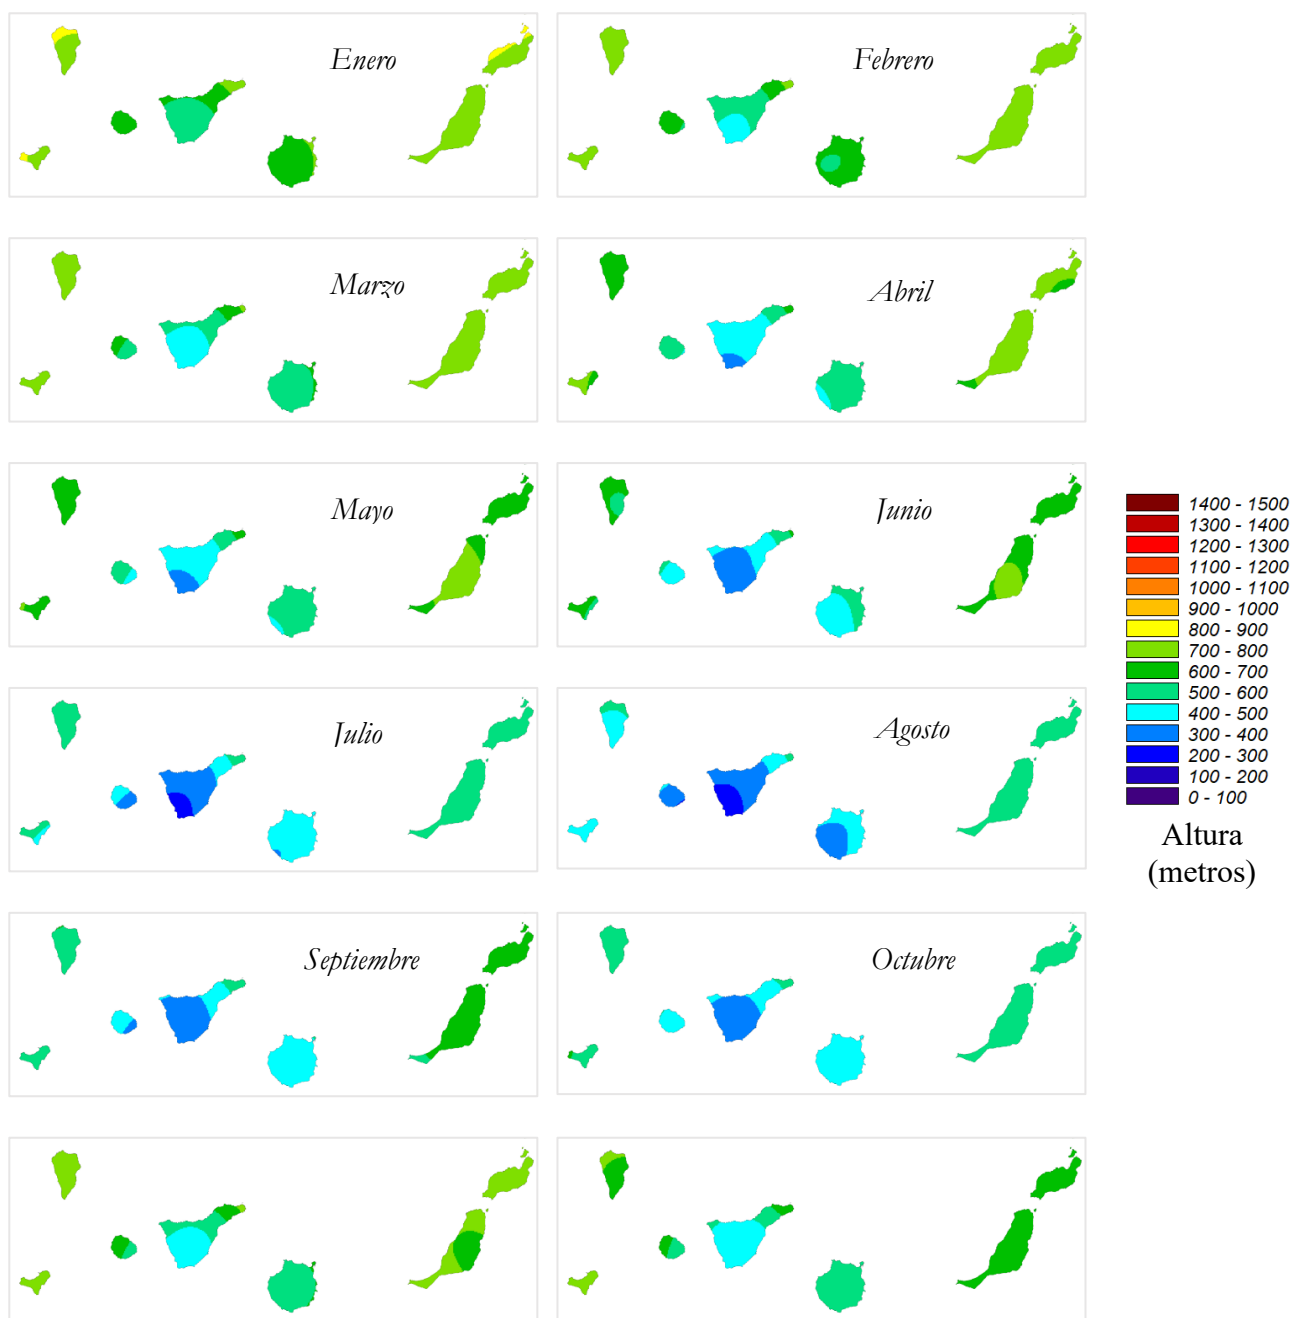 Enero
Febrero
Marzo
Abril
Mayo
Junio
Julio
Agosto
Septiembre
Octubre
1400 - 1500
1300 - 1400
1200 - 1300
1100 - 1200
1000 - 1100
900 - 1000
800 - 900
700 - 800
600 - 700
500 - 600
400 - 500
300 - 400
200 - 300
100 - 200
0 - 100
Altura
(metros)